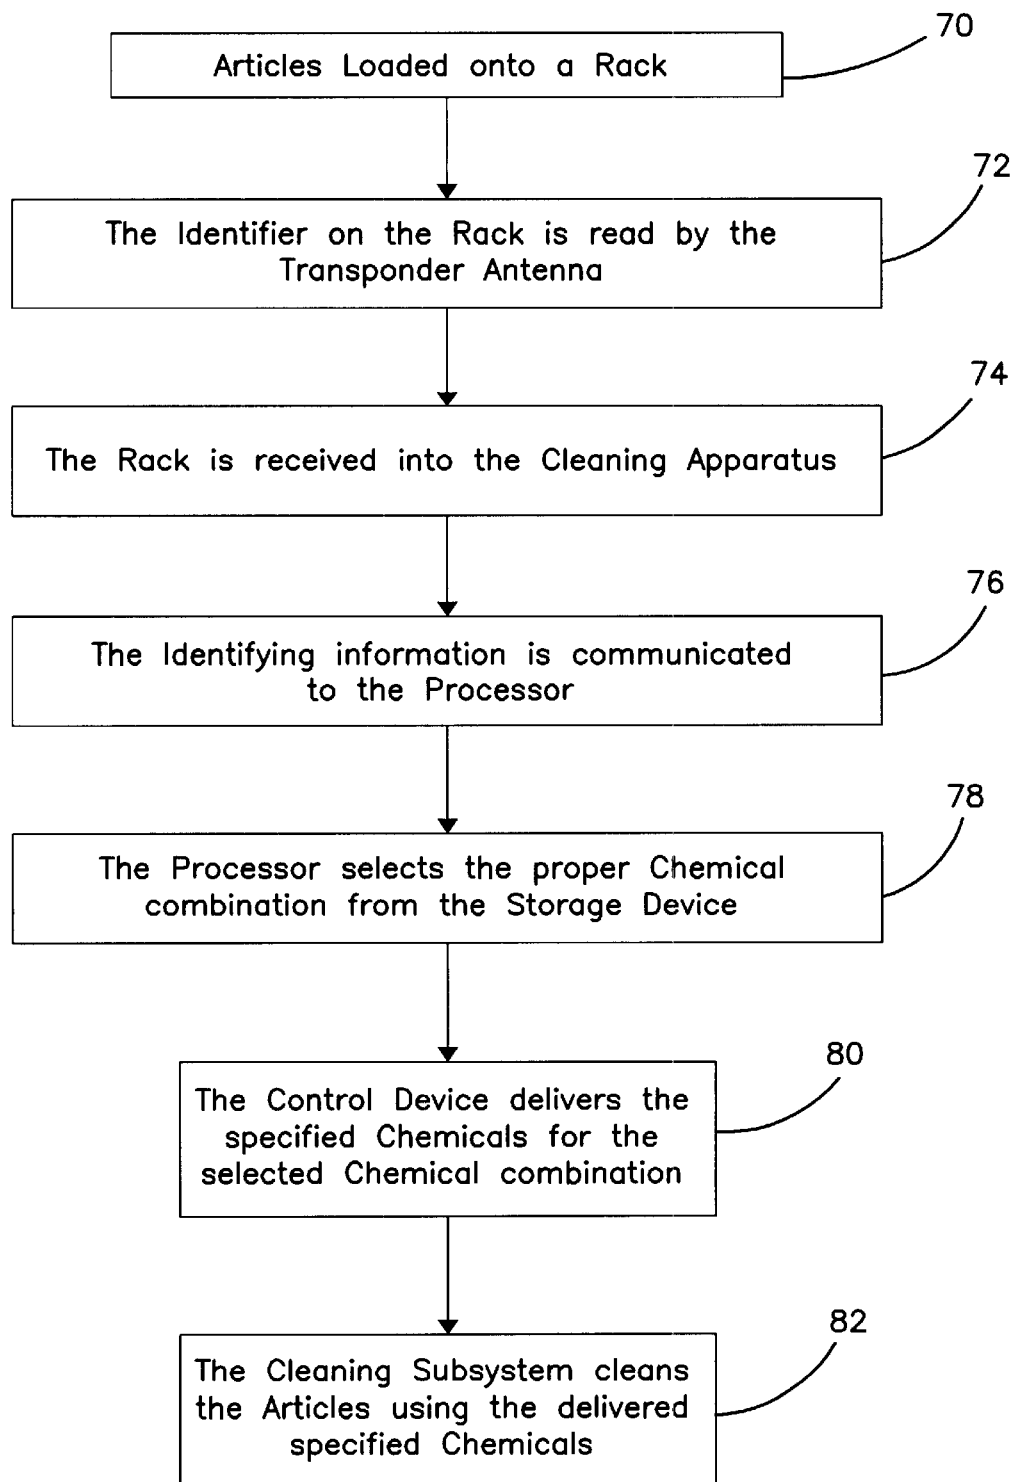 70
Articles Loaded onto a Rack
72
The Identifier on the Rack is read by the
Transponder Antenna
74
The Rack is received into the Cleaning Apparatus
76
The Identifying information is communicated
to the Processor
78
The Processor selects the proper Chemical
combination from the Storage Device
80
The Control Device delivers the
specified Chemicals for the
selected Chemical combination
82
The Cleaning Subsystem cleans
the Articles using the delivered
specified Chemicals